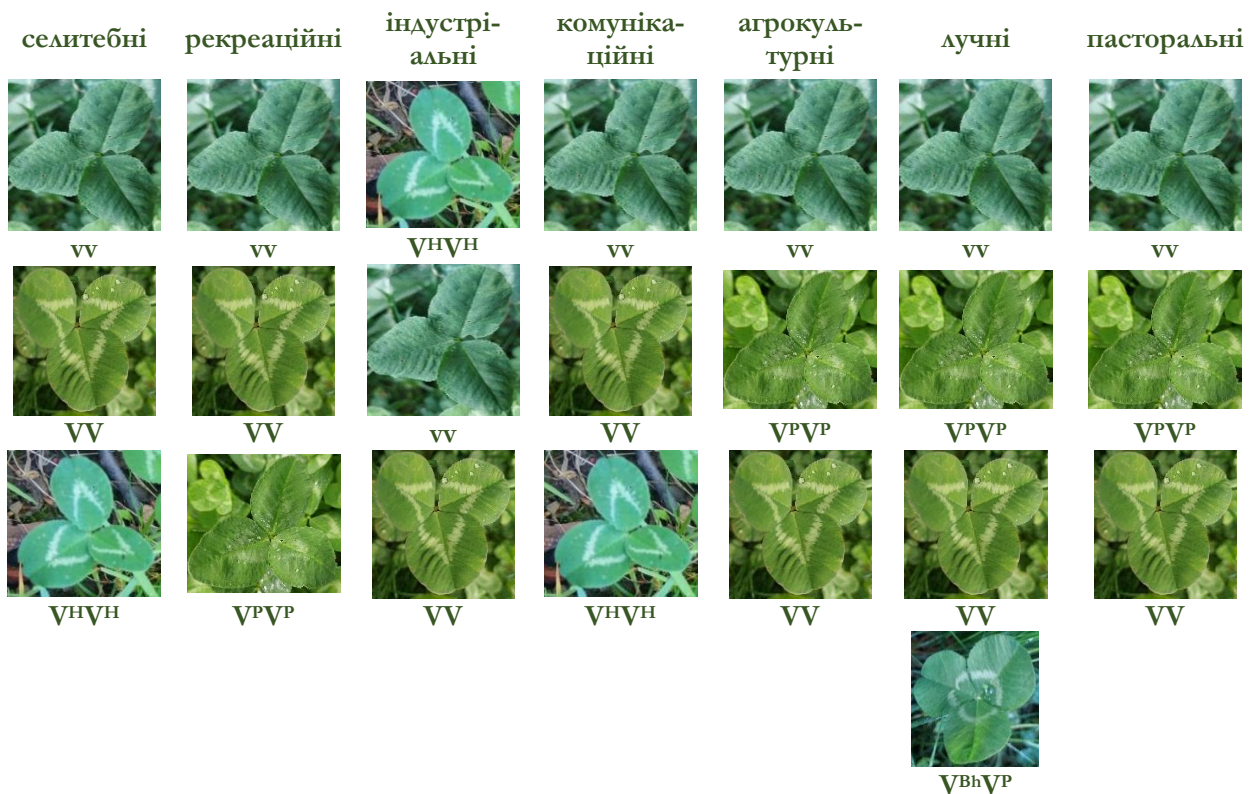 селитебні рекреаційні індустрі-
альні комуніка-
ційні агрокуль-
турні лучні пасторальні
vv vv VᴴVᴴ vv vv vv vv
VV VV vv VV VᴾVᴾ VᴾVᴾ VᴾVᴾ
VᴴVᴴ VᴾVᴾ VV VᴴVᴴ VV VV VV
VᴮʰVᴾ